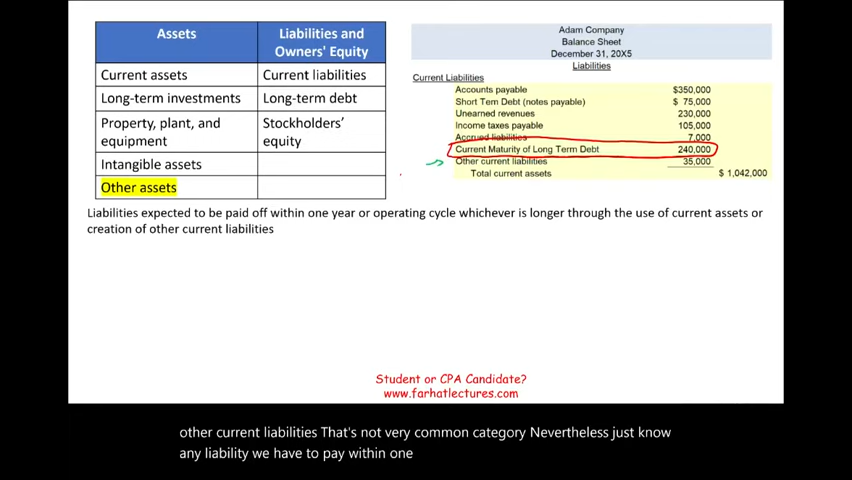 Assets
Liabilities and
Owners' Equity
Current assets
Current liabilities
Long-term investments
Long-term debt
Property, plant, and
equipment
Stockholders'
equity
Intangible assets
Other assets
Adam Company
Balance Sheet
December 31, 20X5
Liabilities
Current Liabilities
Accounts payable $350,000
Short Tem Debt (notes payable) $ 75,000
Unearned revenues 230,000
Income taxes payable 105,000
Accrued liabilities 7,000
Current Maturity of Long Term Debt 240,000
Other current liabilities 35,000
Total current assets $ 1,042,000
Liabilities expected to be paid off within one year or operating cycle whichever is longer through the use of current assets or
creation of other current liabilities
Student or CPA Candidate?
www.farhatlectures.com
other current liabilities That's not very common category Nevertheless just know
any liability we have to pay within one